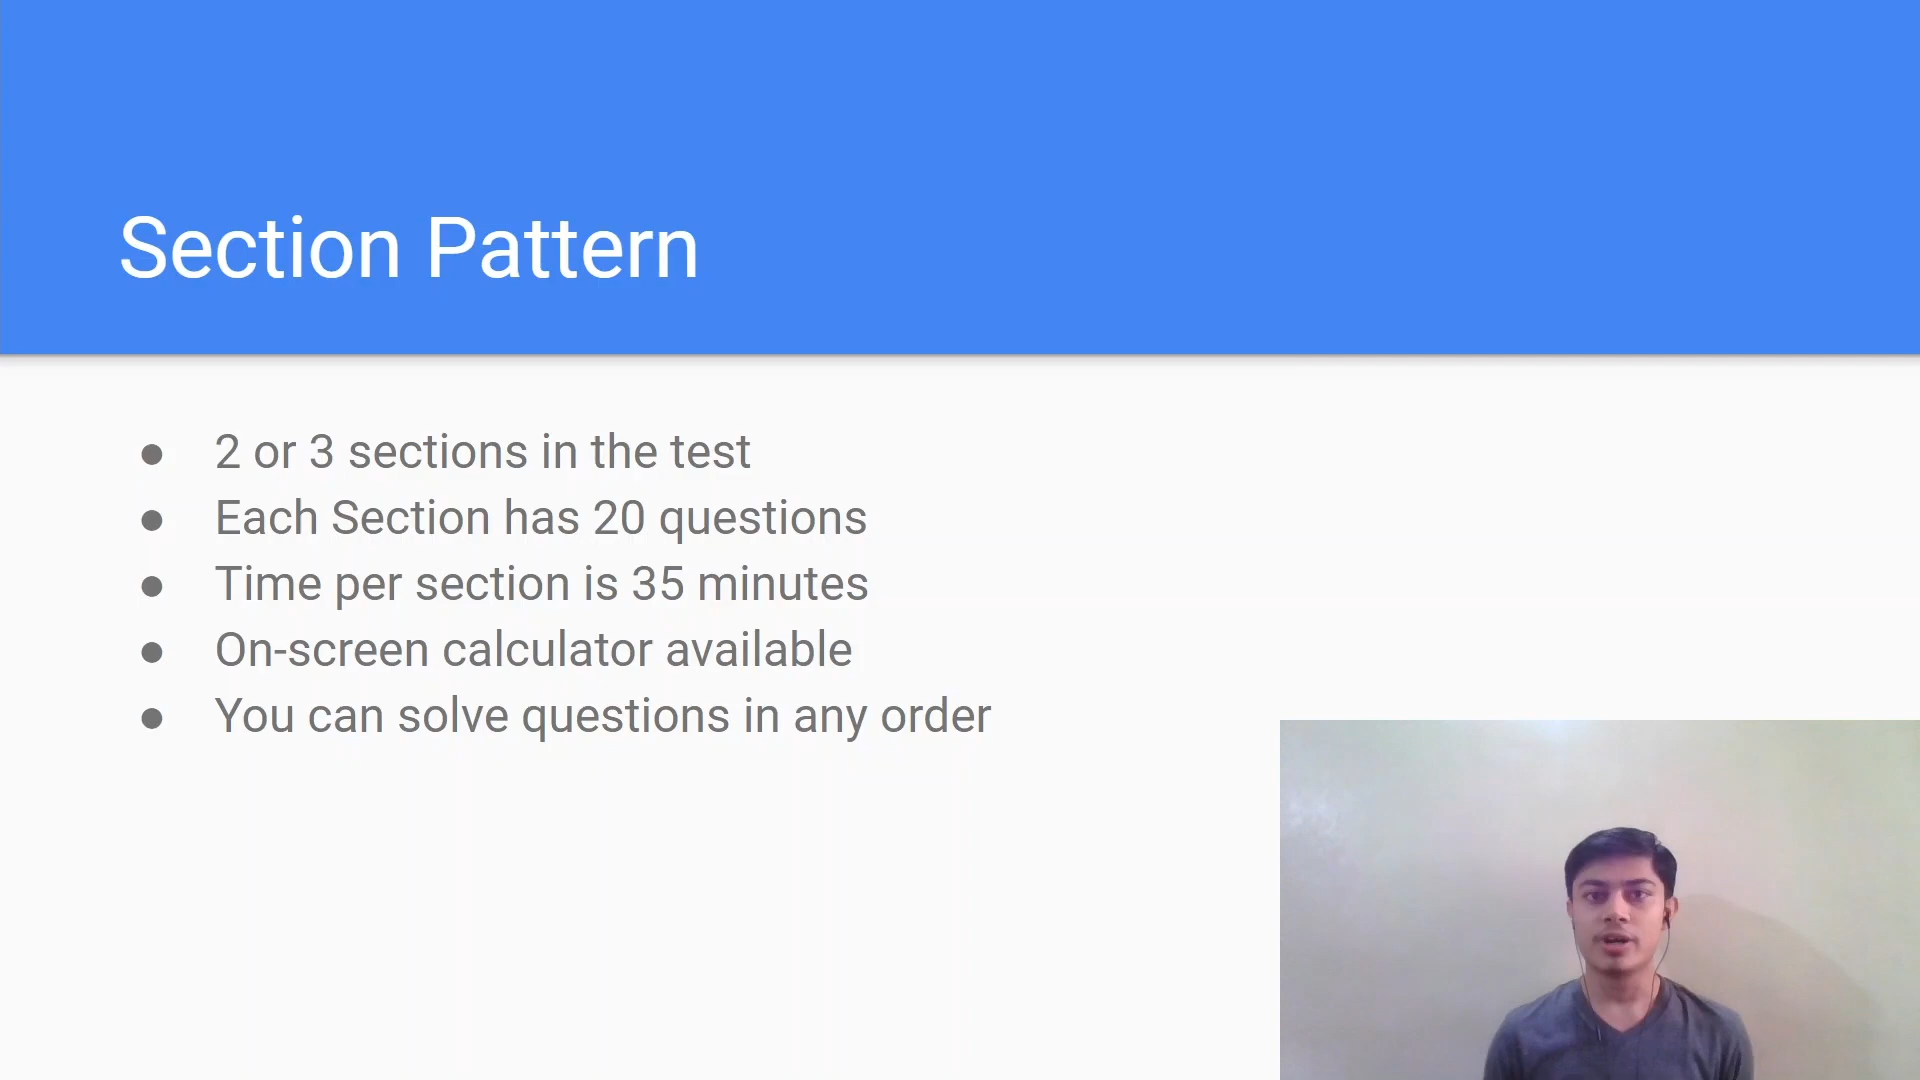 Section Pattern
● 2 or 3 sections in the test
● Each Section has 20 questions
● Time per section is 35 minutes
● On-screen calculator available
● You can solve questions in any order